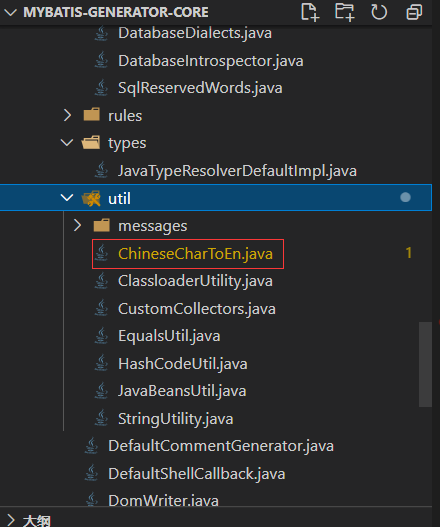 MYBATIS-GENERATOR-CORE
DatabaseDialects.java
DatabaseIntrospector.java
SqlReservedWords.java
rules
types
JavaTypeResolverDefaultImpl.java
util
messages
ChineseCharToEn.java 1
ClassloaderUtility.java
CustomCollectors.java
EqualsUtil.java
HashCodeUtil.java
JavaBeansUtil.java
StringUtility.java
DefaultCommentGenerator.java
DefaultShellCallback.java
DomWriter.java
大纲